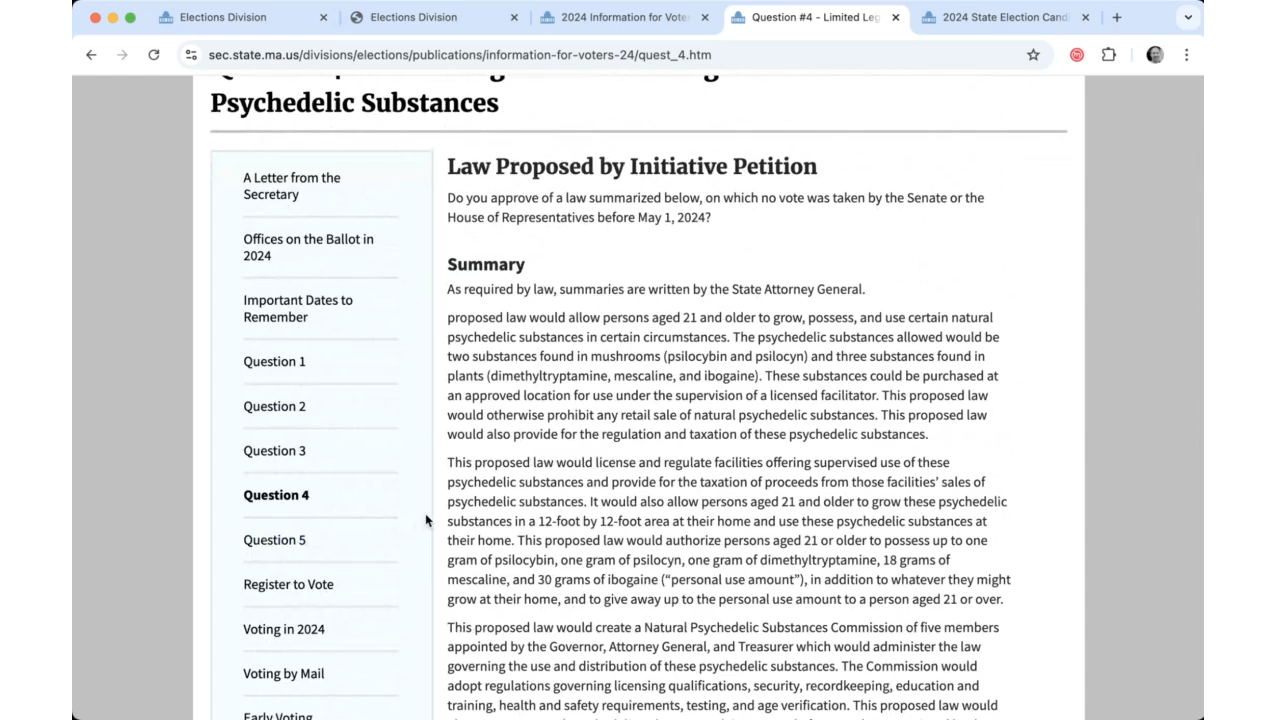 Elections Division
Elections Division
2024 Information for Vote
Question #4 - Limited Leg
2024 State Election Cand
sec.state.ma.us/divisions/elections/publications/information-for-voters-24/quest_4.htm
Psychedelic Substances
A Letter from the
Secretary
Offices on the Ballot in
2024
Important Dates to
Remember
Question 1
Question 2
Question 3
Question 4
Question 5
Register to Vote
Voting in 2024
Voting by Mail
Early Voting
Law Proposed by Initiative Petition
Do you approve of a law summarized below, on which no vote was taken by the Senate or the
House of Representatives before May 1, 2024?
Summary
As required by law, summaries are written by the State Attorney General.
proposed law would allow persons aged 21 and older to grow, possess, and use certain natural
psychedelic substances in certain circumstances. The psychedelic substances allowed would be
two substances found in mushrooms (psilocybin and psilocyn) and three substances found in
plants (dimethyltryptamine, mescaline, and ibogaine). These substances could be purchased at
an approved location for use under the supervision of a licensed facilitator. This proposed law
would otherwise prohibit any retail sale of natural psychedelic substances. This proposed law
would also provide for the regulation and taxation of these psychedelic substances.
This proposed law would license and regulate facilities offering supervised use of these
psychedelic substances and provide for the taxation of proceeds from those facilities' sales of
psychedelic substances. It would also allow persons aged 21 and older to grow these psychedelic
substances in a 12-foot by 12-foot area at their home and use these psychedelic substances at
their home. This proposed law would authorize persons aged 21 or older to possess up to one
gram of psilocybin, one gram of psilocyn, one gram of dimethyltryptamine, 18 grams of
mescaline, and 30 grams of ibogaine (“personal use amount”), in addition to whatever they might
grow at their home, and to give away up to the personal use amount to a person aged 21 or over.
This proposed law would create a Natural Psychedelic Substances Commission of five members
appointed by the Governor, Attorney General, and Treasurer which would administer the law
governing the use and distribution of these psychedelic substances. The Commission would
adopt regulations governing licensing qualifications, security, recordkeeping, education and
training, health and safety requirements, testing, and age verification. This proposed law would